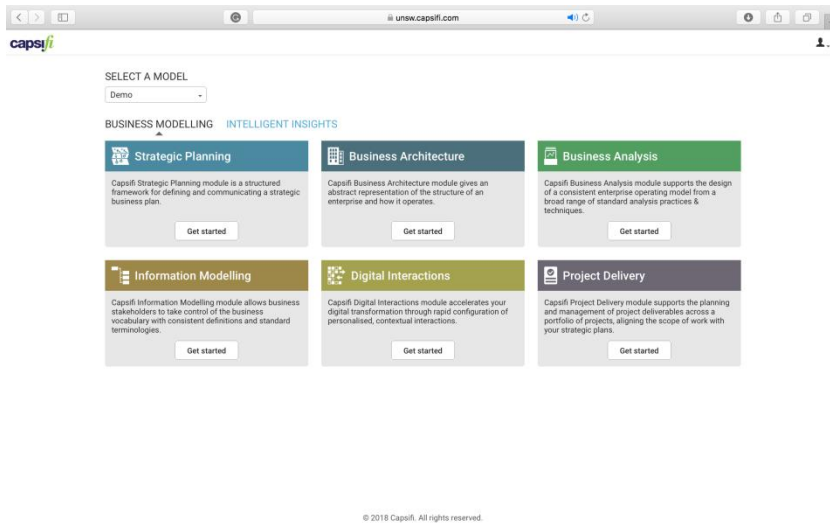 unsw.capsifi.com
capsifi
SELECT A MODEL
Demo
BUSINESS MODELLING INTELLIGENT INSIGHTS
Strategic Planning
Capsifi Strategic Planning module is a structured
framework for defining and communicating a strategic
business plan.
Get started
Business Architecture
Capsifi Business Architecture module gives an
abstract representation of the structure of an
enterprise and how it operates.
Get started
Business Analysis
Capsifi Business Analysis module supports the design
of a consistent enterprise operating model from a
broad range of standard analysis practices &
techniques.
Get started
Information Modelling
Capsifi Information Modelling module allows business
stakeholders to take control of the business
vocabulary with consistent definitions and standard
terminologies.
Get started
Digital Interactions
Capsifi Digital Interactions module accelerates your
digital transformation through rapid configuration of
personalised, contextual interactions.
Get started
Project Delivery
Capsifi Project Delivery module supports the planning
and management of project deliverables across a
portfolio of projects, aligning the scope of work with
your strategic plans.
Get started
© 2018 Capsifi. All rights reserved.